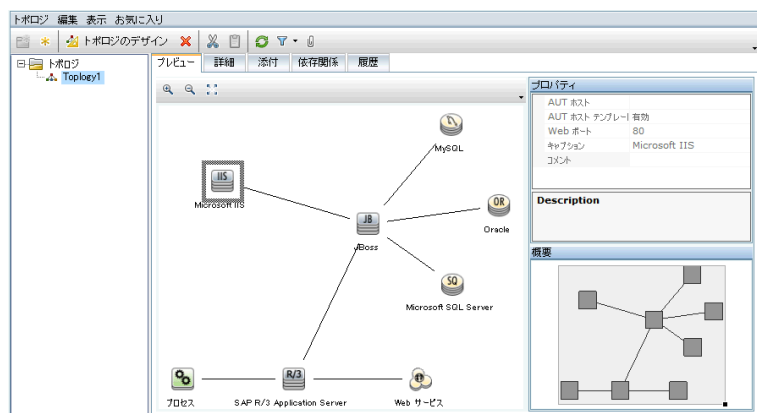 トポロジ 編集 表示 お気に入り
トポロジのデザイン
トポロジ
Toplogy1
プレビュー 詳細 添付 依存関係 履歴
MySQL
IIS
Microsoft IIS
OR
Oracle
JB
JBoss
SQ
Microsoft SQL Server
R/3
プロセス
SAP R/3 Application Server
Web サービス
プロパティ
AUT ホスト
AUT ホスト テンプレート 有効
Web ポート 80
キャプション Microsoft IIS
コメント
Description
概要